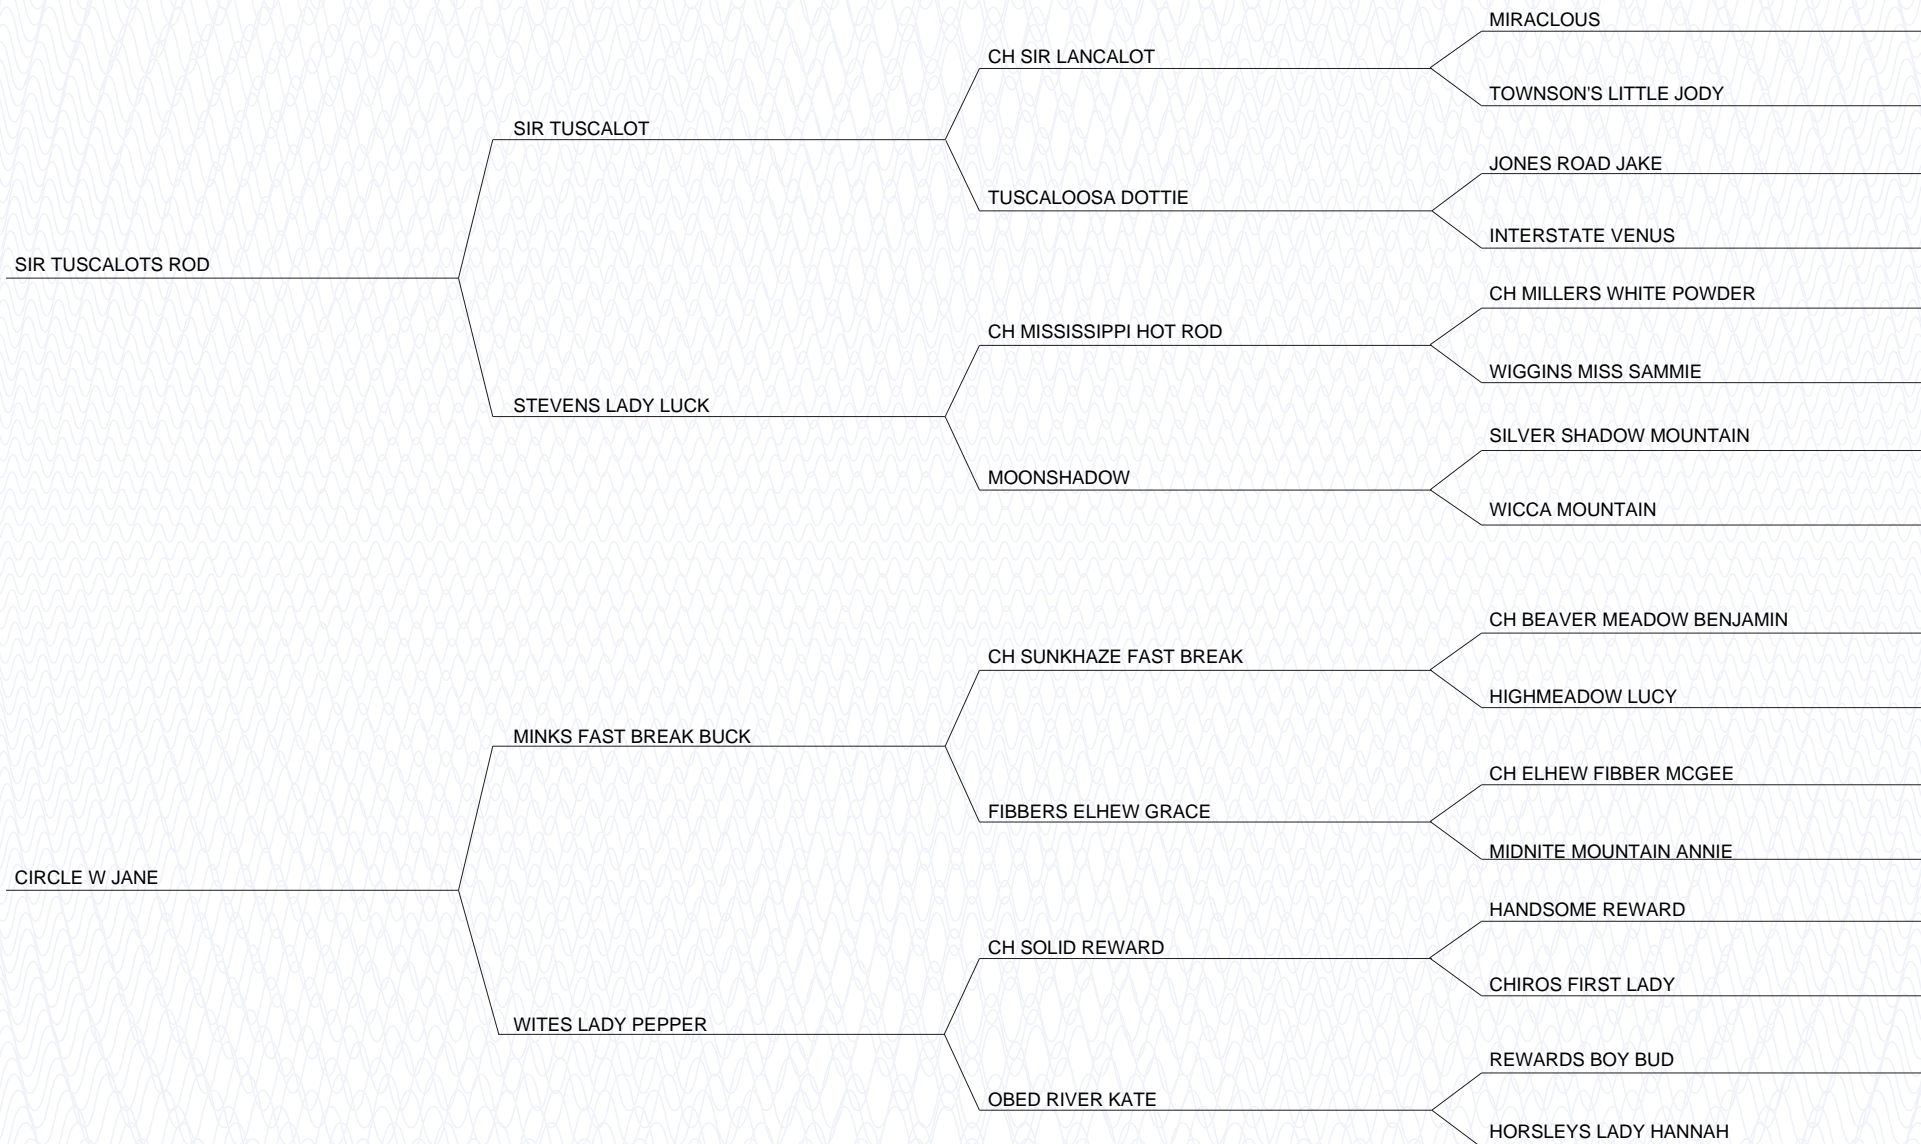 MIRACLOUS
CH SIR LANCALOT
TOWNSON'S LITTLE JODY
SIR TUSCALOT
JONES ROAD JAKE
TUSCALOOSA DOTTIE
INTERSTATE VENUS
SIR TUSCALOTS ROD
CH MILLERS WHITE POWDER
CH MISSISSIPPI HOT ROD
WIGGINS MISS SAMMIE
STEVENS LADY LUCK
SILVER SHADOW MOUNTAIN
MOONSHADOW
WICCA MOUNTAIN
CH BEAVER MEADOW BENJAMIN
CH SUNKHAZE FAST BREAK
HIGHMEADOW LUCY
MINKS FAST BREAK BUCK
CH ELHEW FIBBER MCGEE
FIBBERS ELHEW GRACE
MIDNITE MOUNTAIN ANNIE
CIRCLE W JANE
HANDSOME REWARD
CH SOLID REWARD
CHIROS FIRST LADY
WITES LADY PEPPER
REWARDS BOY BUD
OBED RIVER KATE
HORSLEYS LADY HANNAH